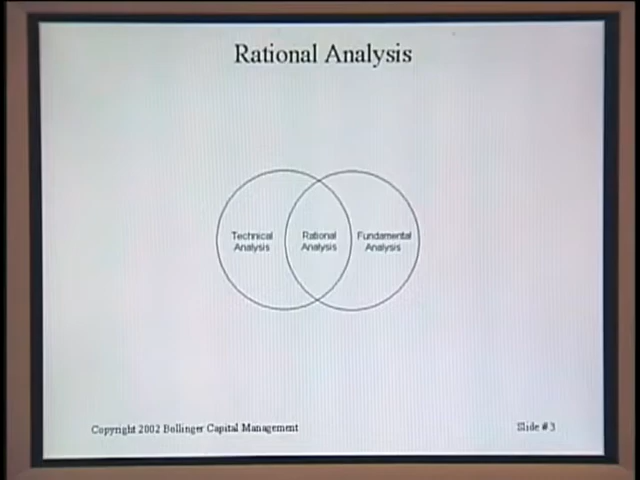 Rational Analysis
Technical
Analysis
Rational
Analysis
Fundamental
Analysis
Copyright 2002 Bollinger Capital Management
Slide #3